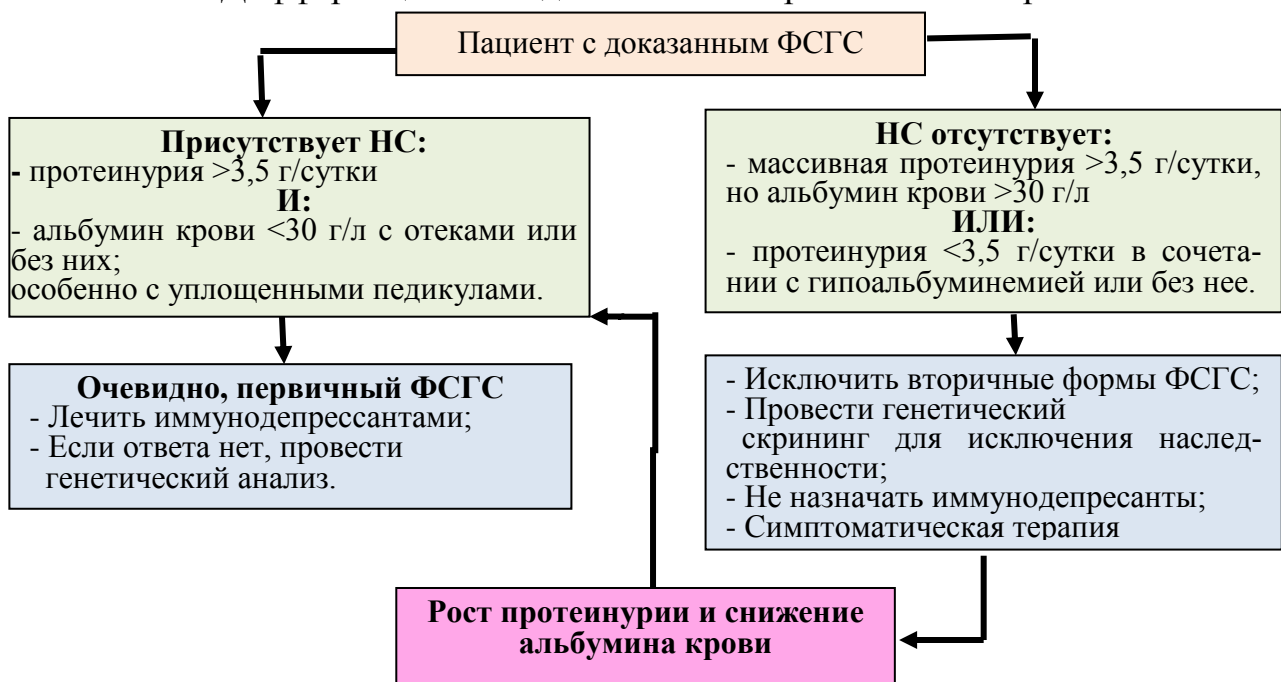 Пациент с доказанным ФСГС
Присутствует НС:
- протеинурия >3,5 г/сутки
И:
- альбумин крови <30 г/л с отеками или
без них;
особенно с уплощенными педикулами.
НС отсутствует:
- массивная протеинурия >3,5 г/сутки,
но альбумин крови >30 г/л
ИЛИ:
- протеинурия <3,5 г/сутки в сочета-
нии с гипоальбуминемией или без нее.
Очевидно, первичный ФСГС
- Лечить иммунодепрессантами;
- Если ответа нет, провести
генетический анализ.
- Исключить вторичные формы ФСГС;
- Провести генетический
скрининг для исключения наслед-
ственности;
- Не назначать иммунодепресанты;
- Симптоматическая терапия
Рост протеинурии и снижение
альбумина крови